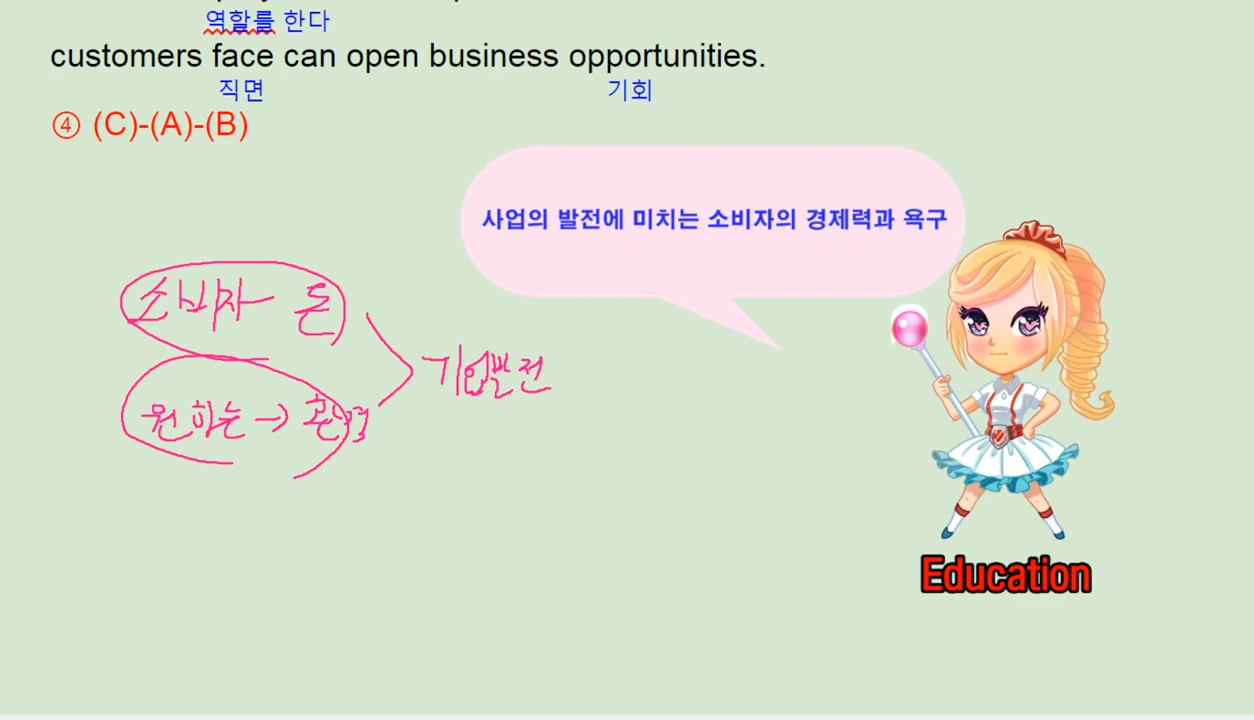 역할를 한다
customers face can open business opportunities.
직면 기회
④ (C)-(A)-(B)
사업의 발전에 미치는 소비자의 경제력과 욕구
소비자 돈
기업발전
원하는 →
Education